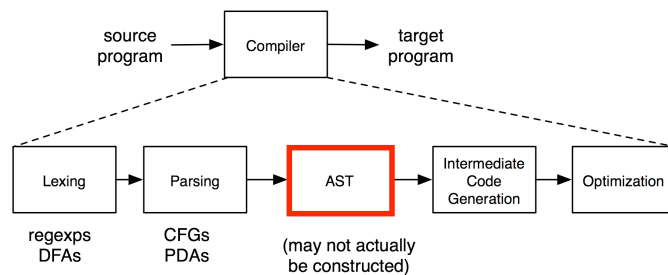 source
program
Compiler
target
program
Lexing
Parsing
AST
Intermediate
Code
Generation
Optimization
regexps
DFAs
CFGs
PDAs
(may not actually
be constructed)